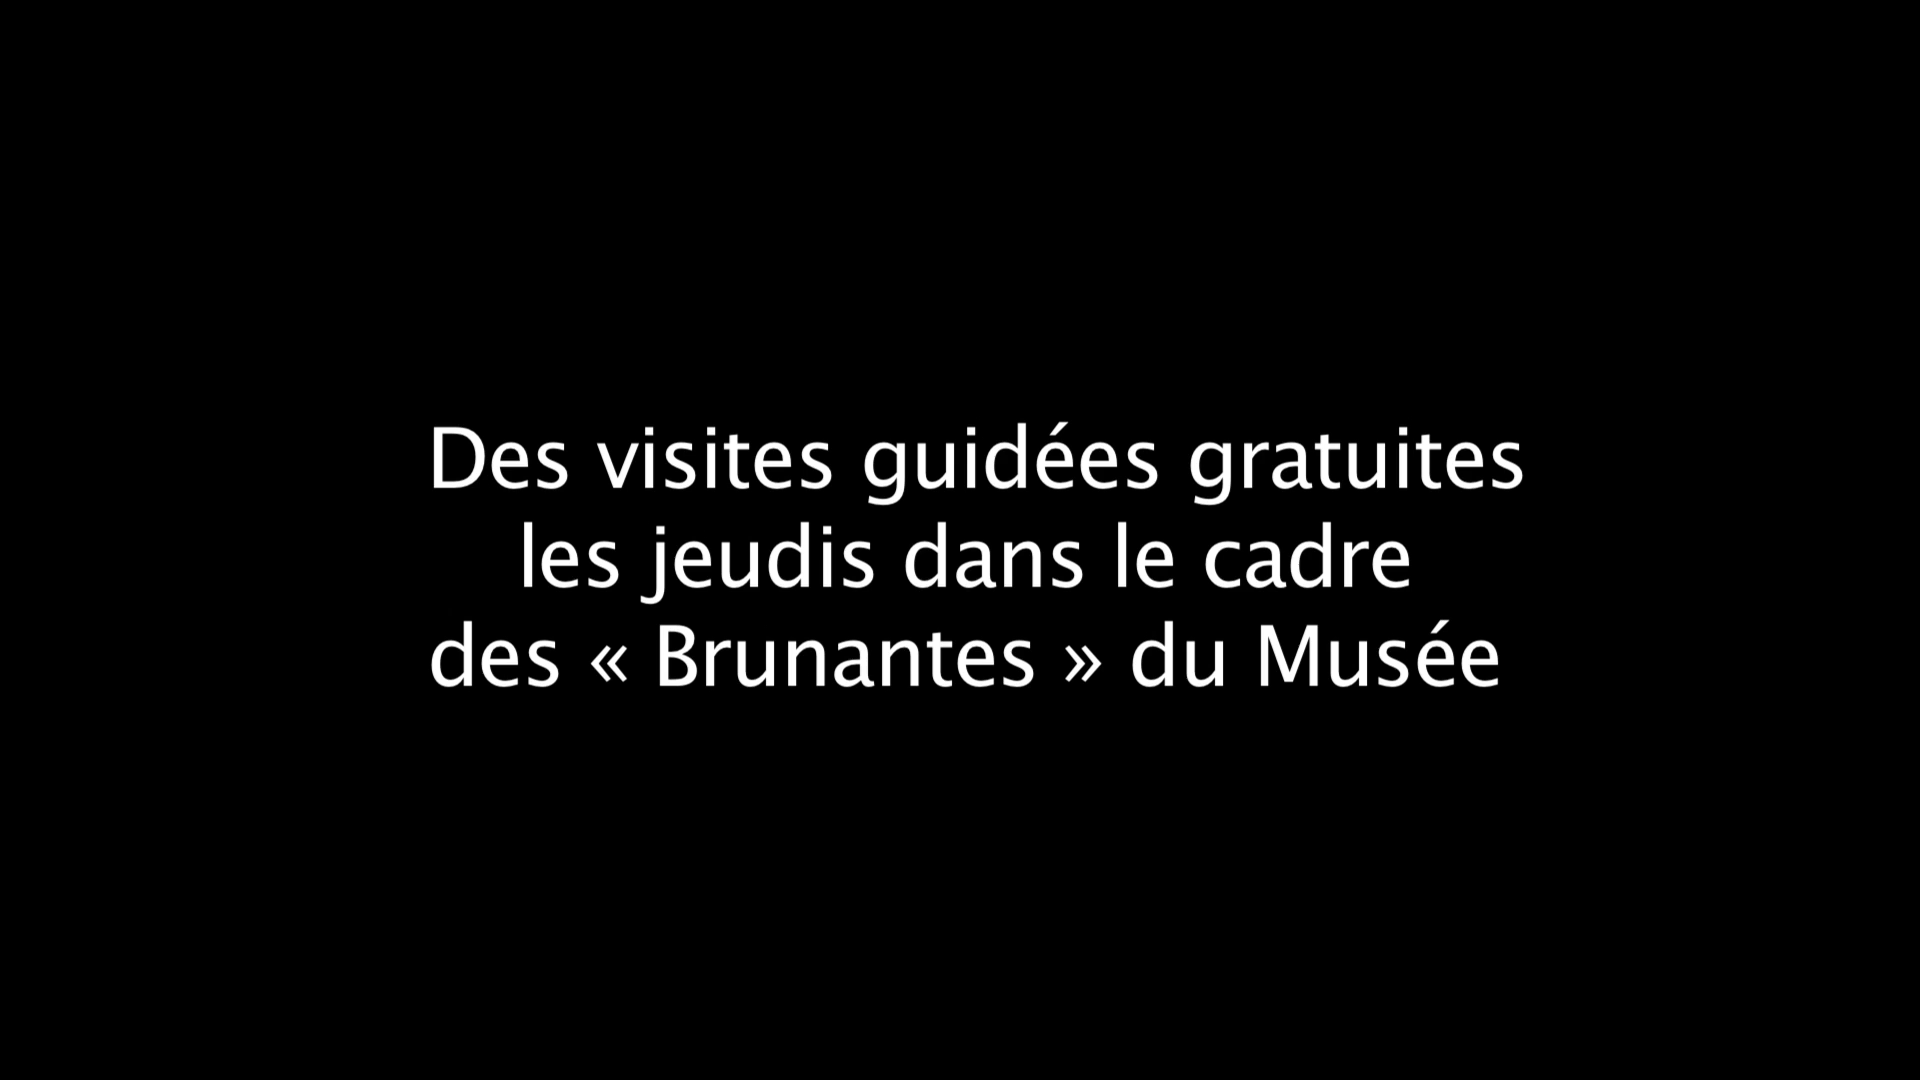 Des visites guidées gratuites
les jeudis dans le cadre
des « Brunantes » du Musée